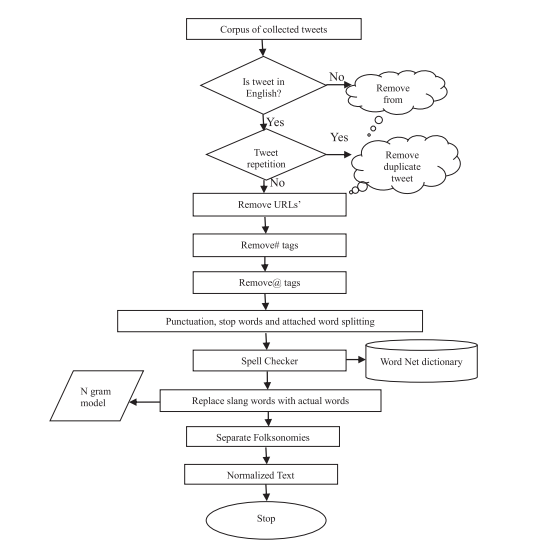 Corpus of collected tweets
Is tweet in
English?
No
Remove
from
Yes
Tweet
repetition
Yes
Remove
duplicate
tweet
No
Remove URLs’
Remove# tags
Remove@ tags
Punctuation, stop words and attached word splitting
Spell Checker
Word Net dictionary
N gram
model
Replace slang words with actual words
Separate Folksonomies
Normalized Text
Stop